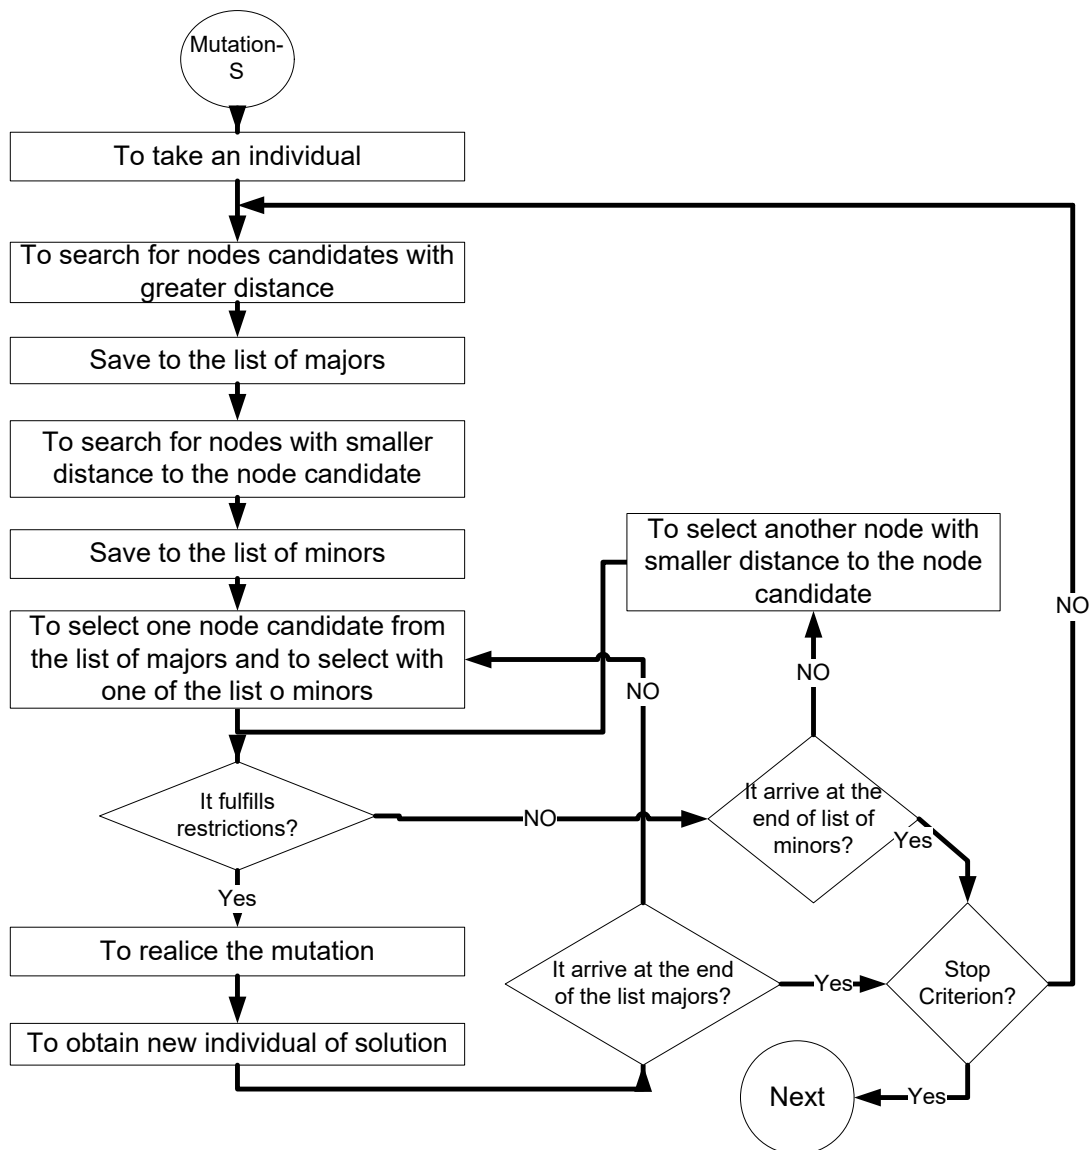 Mutation-
S
To take an individual
To search for nodes candidates with
greater distance
Save to the list of majors
To search for nodes with smaller
distance to the node candidate
Save to the list of minors
To select another node with
smaller distance to the node
candidate
NO
To select one node candidate from
the list of majors and to select with
one of the list o minors
NO
NO
It fulfills
restrictions?
NO
It arrive at the
end of list of
minors?
Yes
Yes
To realice the mutation
It arrive at the end
of the list majors?
Yes
Stop
Criterion?
To obtain new individual of solution
Next
Yes